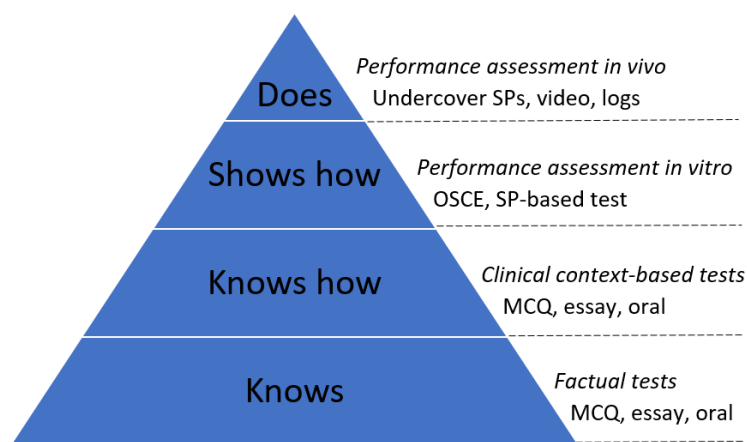 Does
Performance assessment in vivo
Undercover SPs, video, logs
Shows how
Performance assessment in vitro
OSCE, SP-based test
Knows how
Clinical context-based tests
MCQ, essay, oral
Knows
Factual tests
MCQ, essay, oral